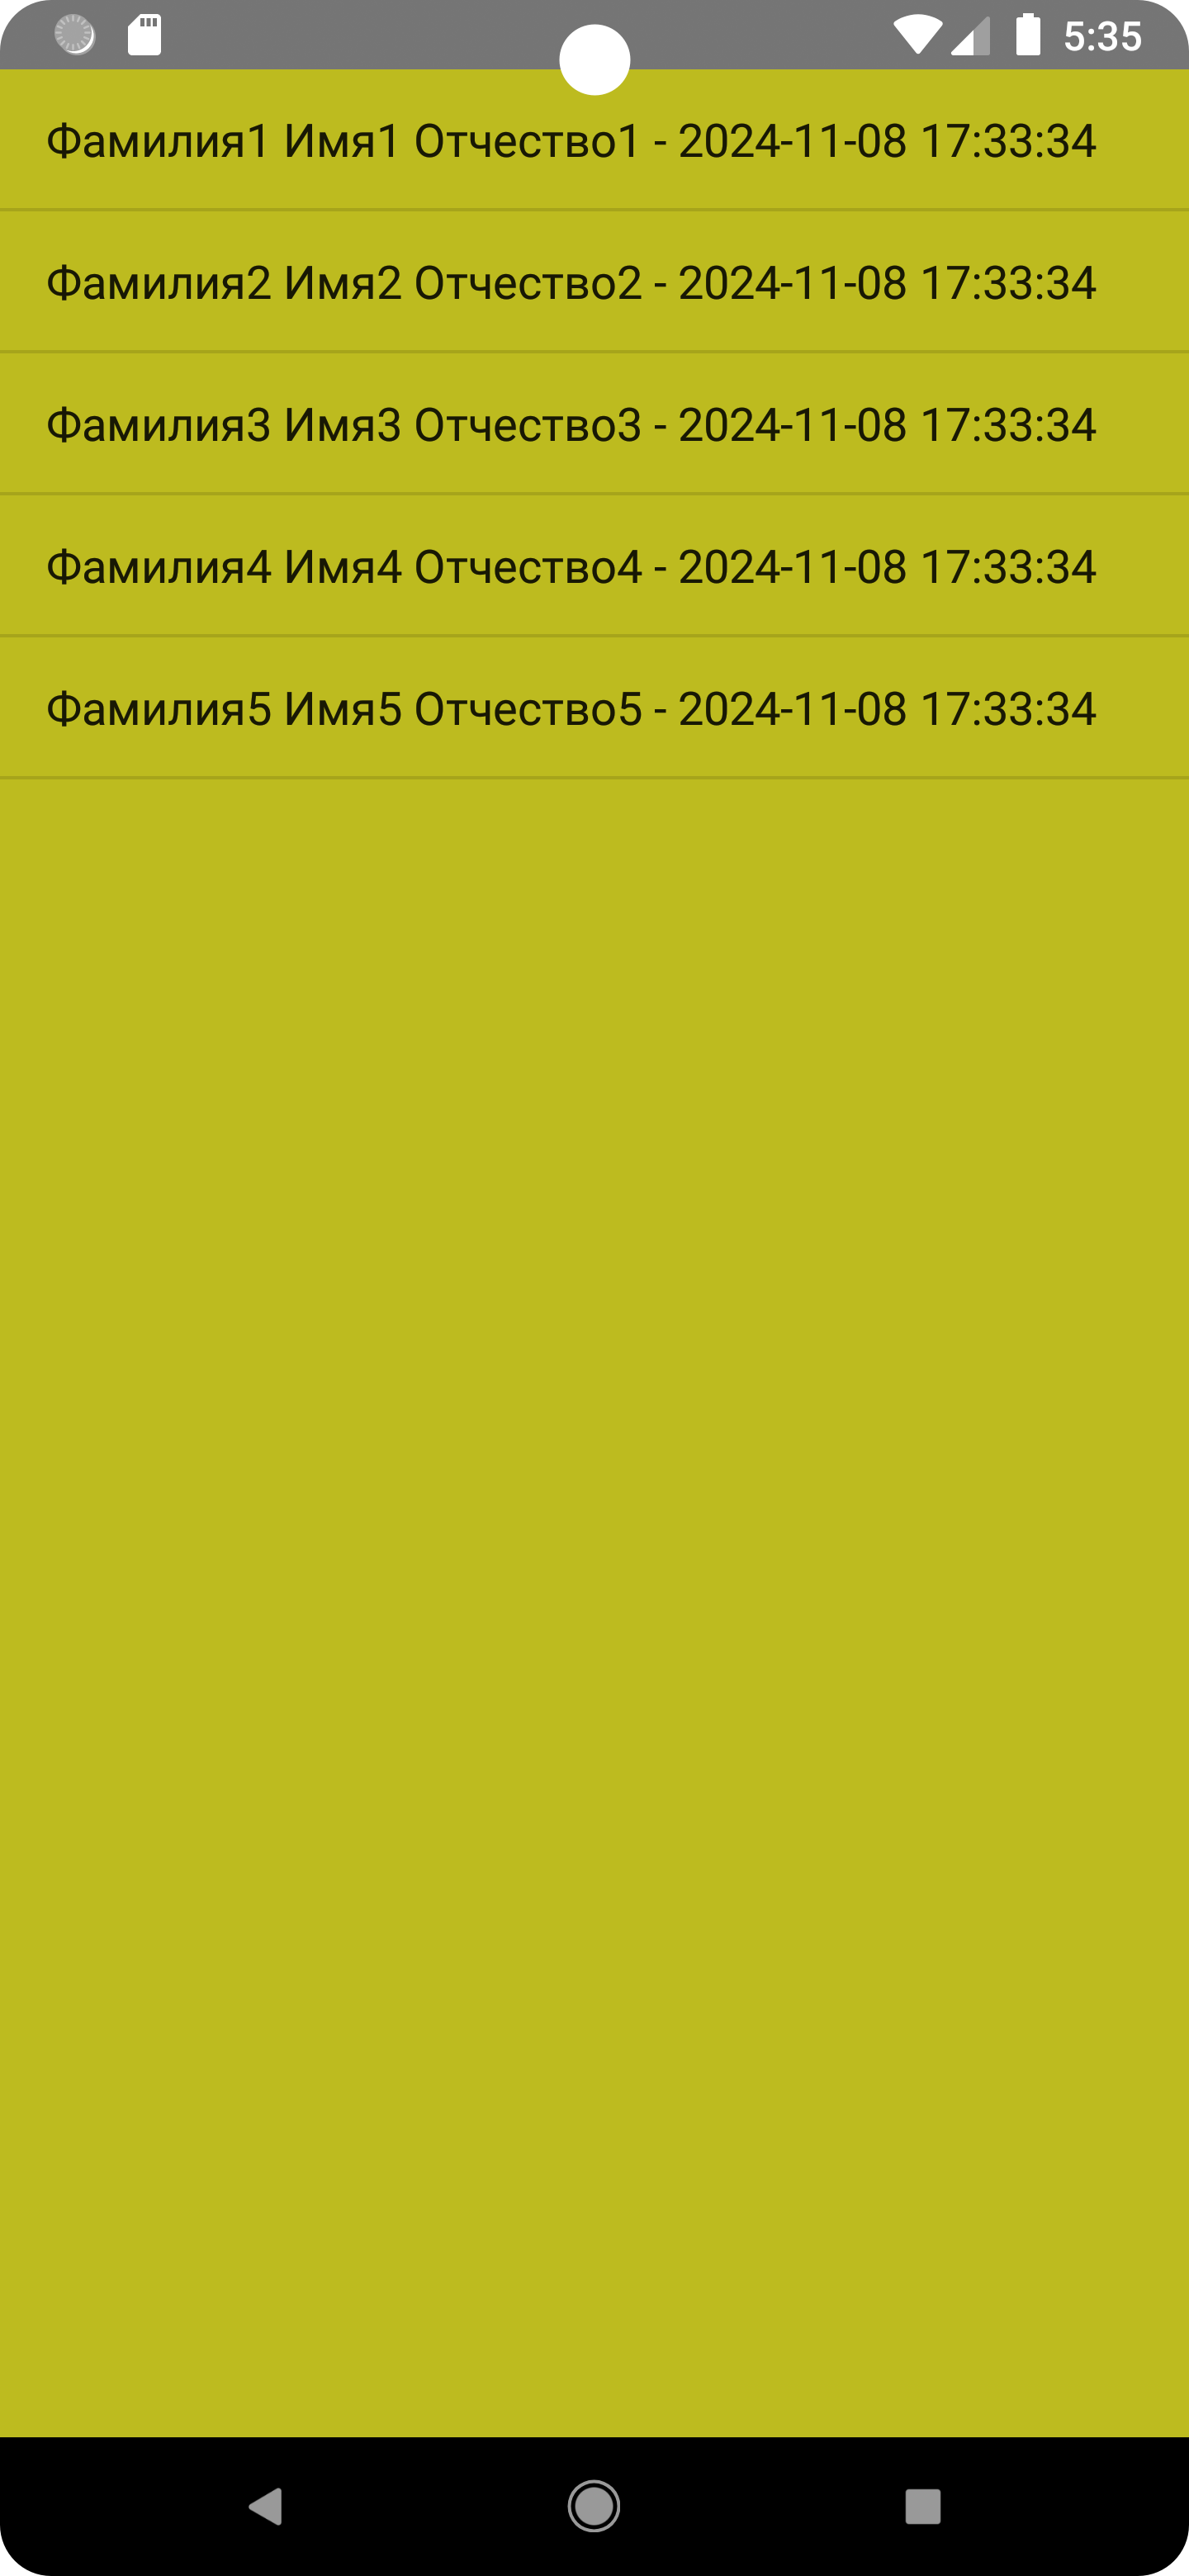 5:35
Фамилия1 Имя1 Отчество1 - 2024-11-08 17:33:34
Фамилия2 Имя2 Отчество2 - 2024-11-08 17:33:34
Фамилия3 Имя3 Отчество3 - 2024-11-08 17:33:34
Фамилия4 Имя4 Отчество4 - 2024-11-08 17:33:34
Фамилия5 Имя5 Отчество5 - 2024-11-08 17:33:34